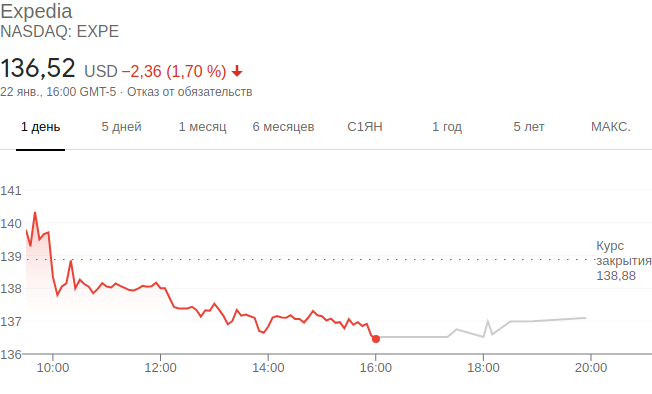 Expedia
NASDAQ: EXPE
136,52 USD −2,36 (1,70 %)
22 янв., 16:00 GMT-5 · Отказ от обязательств
1 день 5 дней 1 месяц 6 месяцев С1ЯН 1 год 5 лет МАКС.
141
140
139
138
137
136
Курс
закрытия
138,88
10:00 12:00 14:00 16:00 18:00 20:00